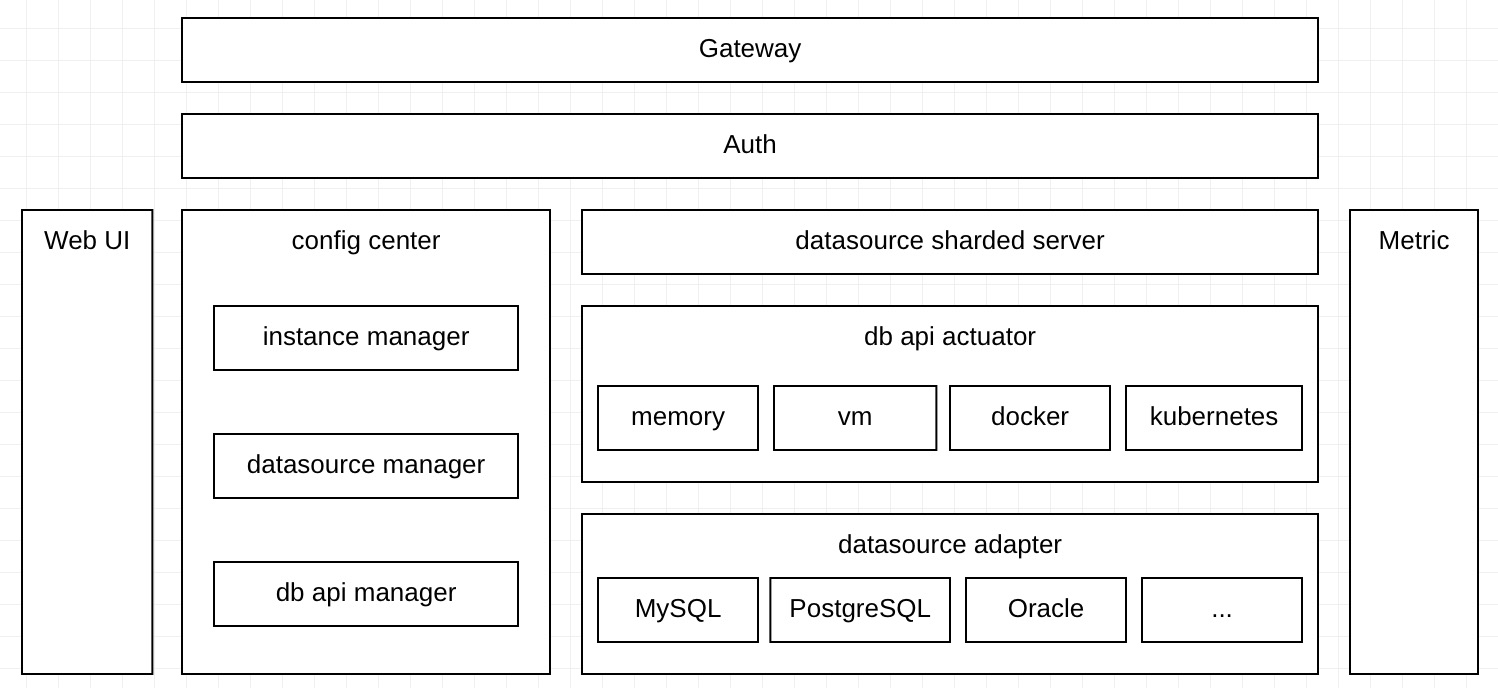 Gateway
Auth
Web UI
config center
instance manager
datasource manager
db api manager
datasource sharded server
db api actuator
memory
vm
docker
kubernetes
datasource adapter
MySQL
PostgreSQL
Oracle
...
Metric